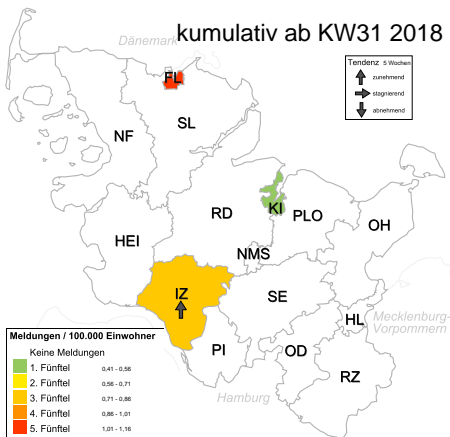 kumulativ ab KW31 2018
Dänemark
Tendenz 5 Wochen
zunehmend
stagnierend
abnehmend
FL
SL
NF
KI
RD
PLO
OH
HEI
NMS
IZ
SE
HL
Mecklenburg-
Vorpommern
PI
OD
RZ
Hamburg
Meldungen / 100.000 Einwohner
Keine Meldungen
1. Fünftel 0,41 - 0,56
2. Fünftel 0,56 - 0,71
3. Fünftel 0,71 - 0,86
4. Fünftel 0,86 - 1,01
5. Fünftel 1,01 - 1,16